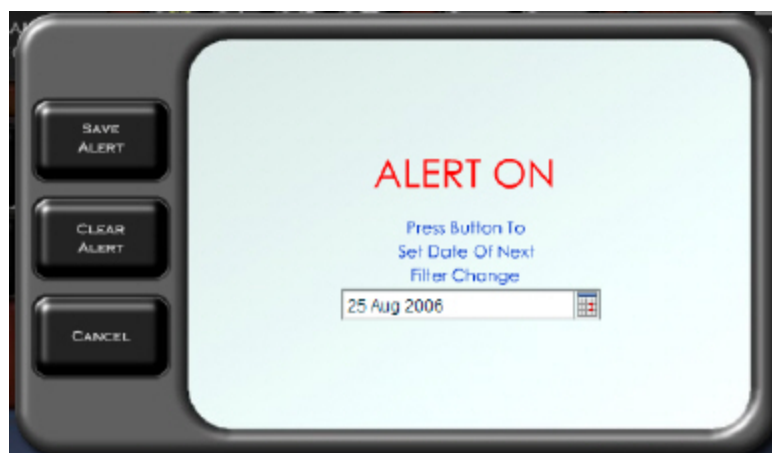 SAVE
ALERT
CLEAR
ALERT
CANCEL
ALERT ON
Press Button To
Set Date Of Next
Filter Change
25 Aug 2006